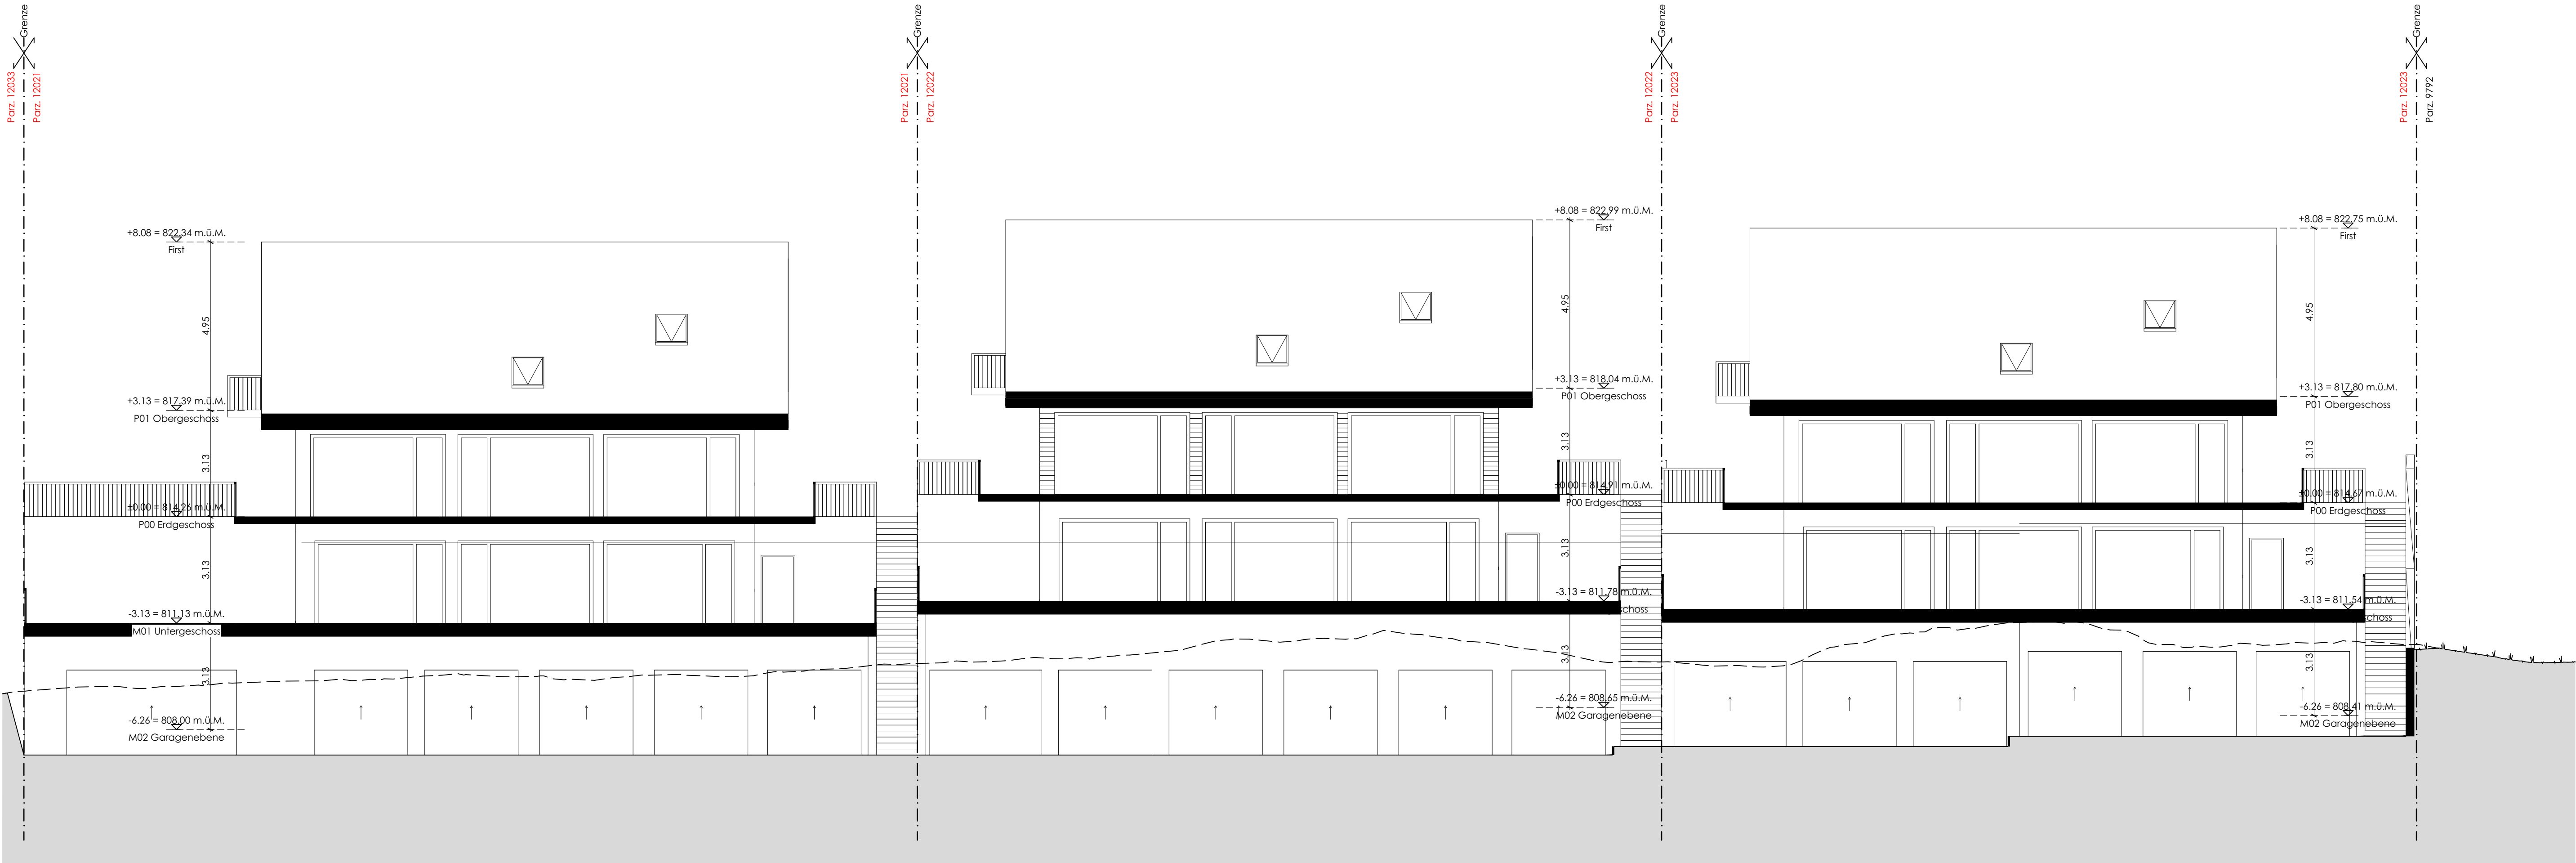 Grenze
Parz. 12033
Parz. 12021
Grenze
Parz. 12021
Parz. 12022
Grenze
Parz. 12022
Parz. 12023
Grenze
Parz. 12023
Parz. 9792
+8.08 = 822.34 m.ü.M.
First
4.95
+3.13 = 817.39 m.ü.M.
P01 Obergeschoss
3.13
±0.00 = 814.26 m.ü.M.
P00 Erdgeschoss
3.13
-3.13 = 811.13 m.ü.M.
M01 Untergeschoss
3.13
-6.26 = 808.00 m.ü.M.
M02 Garagenebene
+8.08 = 822.99 m.ü.M.
First
4.95
+3.13 = 818.04 m.ü.M.
P01 Obergeschoss
3.13
±0.00 = 814.91 m.ü.M.
P00 Erdgeschoss
3.13
-3.13 = 811.78 m.ü.M.
schoss
3.13
-6.26 = 808.65 m.ü.M.
M02 Garagenebene
+8.08 = 822.75 m.ü.M.
First
4.95
+3.13 = 817.80 m.ü.M.
P01 Obergeschoss
3.13
±0.00 = 814.67 m.ü.M.
P00 Erdgeschoss
3.13
-3.13 = 811.54 m.ü.M.
schoss
3.13
-6.26 = 808.41 m.ü.M.
M02 Garagenebene